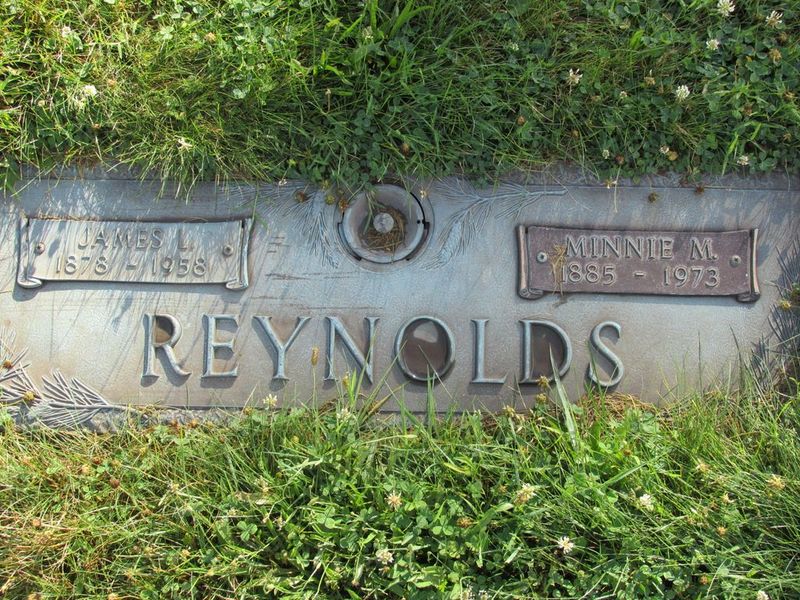 JAMES L.
1878 - 1958
MINNIE M.
1885 - 1973
REYNOLDS